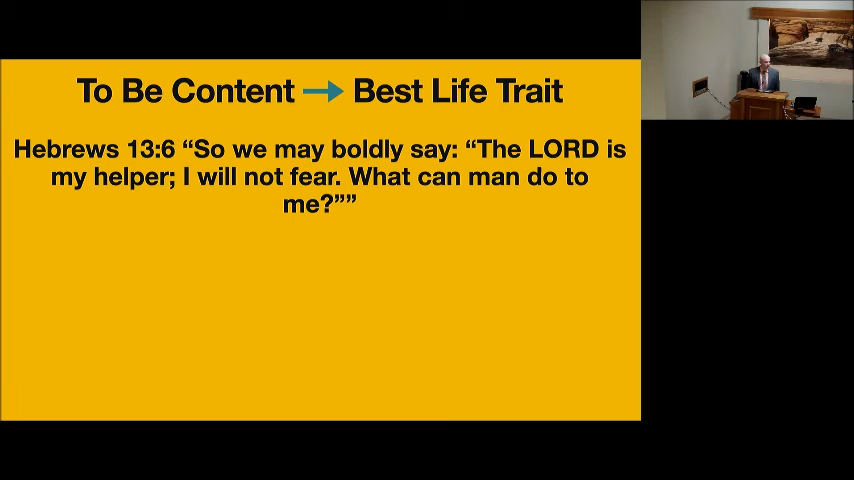 To Be Content → Best Life Trait
Hebrews 13:6 “So we may boldly say: “The LORD is
my helper; I will not fear. What can man do to
me?””